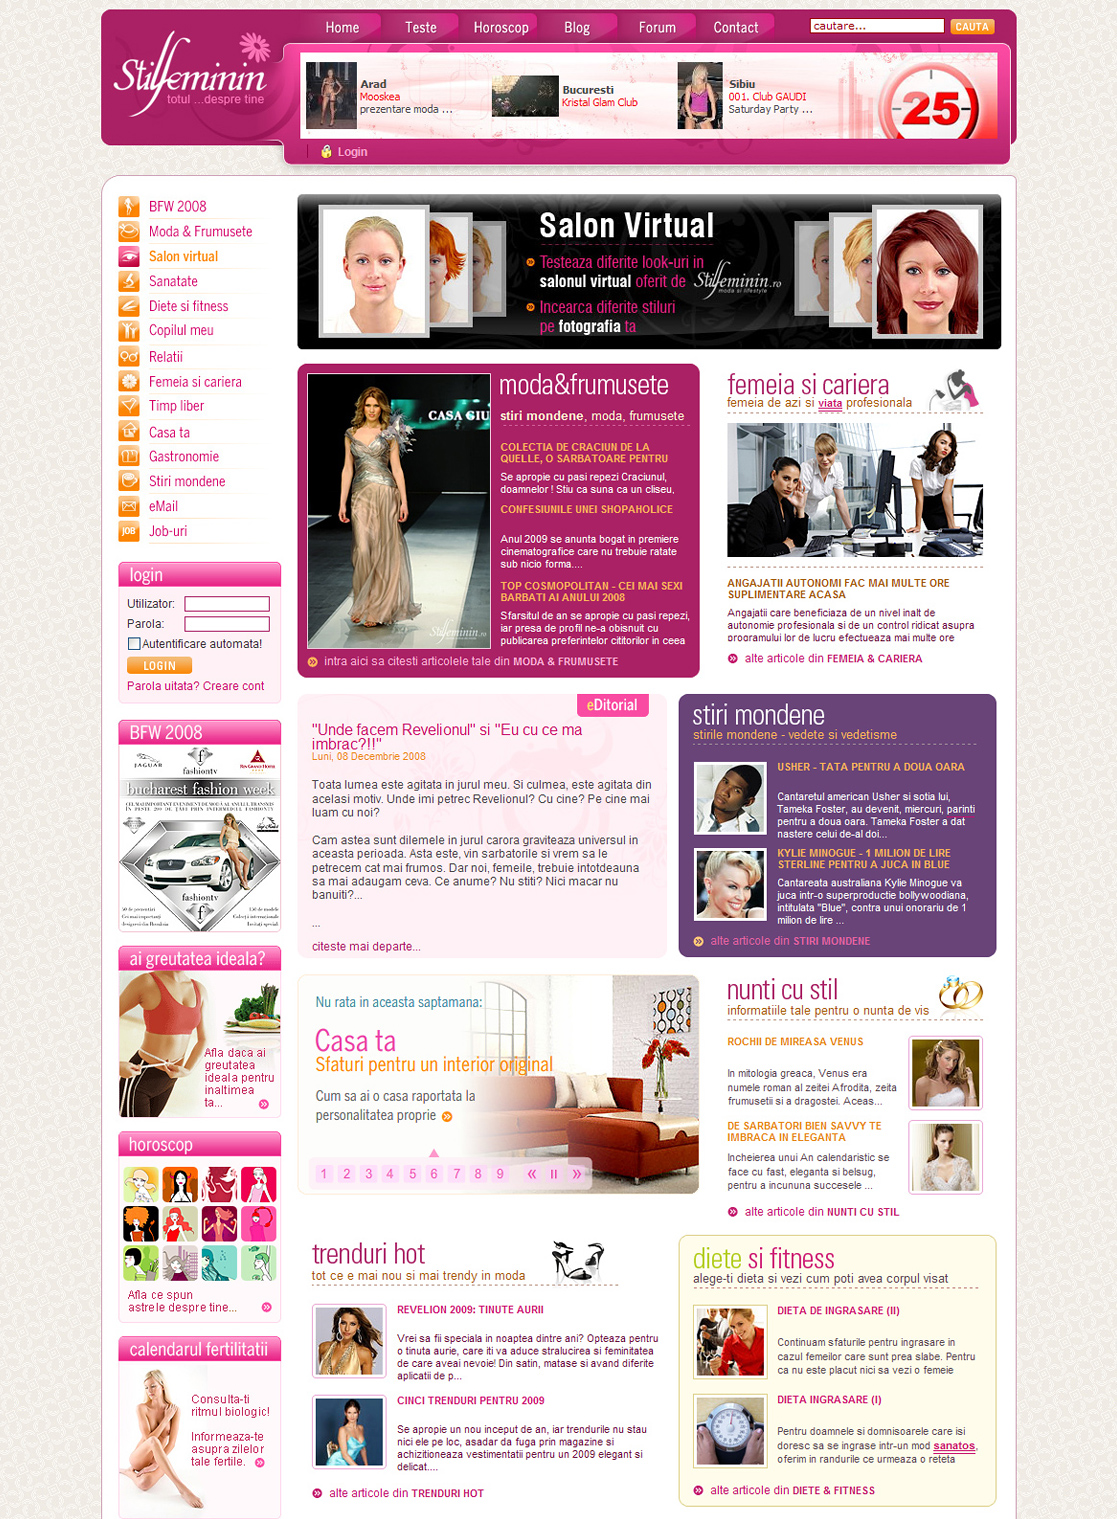 Home
Teste
Horoscop
Blog
Forum
Contact
cautare...
CAUTA
Stilfeminin
totul ...despre tine
Arad
Mooskea
prezentare moda ...
Bucuresti
Kristal Glam Club
Sibiu
001. Club GAUDI
Saturday Party ...
25
Login
BFW 2008
Moda & Frumusete
Salon virtual
Sanatate
Diete si fitness
Copilul meu
Relatii
Femeia si cariera
Timp liber
Casa ta
Gastronomie
Stiri mondene
eMail
JOB
Job-uri
login
Utilizator:
Parola:
Autentificare automata!
LOGIN
Parola uitata? Creare cont
BFW 2008
JAGUAR
fashiontv
bucharest fashion week
fashiontv
ai greutatea ideala?
Afla daca ai
greutatea
ideala pentru
inaltimea
ta...
horoscop
Afla ce spun
astrele despre tine...
calendarul fertilitatii
Consulta-ti
ritmul biologic!
Informeaza-te
asupra zilelor
tale fertile.
Salon Virtual
Testeaza diferite look-uri in
salonul virtual oferit de
Stilfeminin.ro
moda si lifestyle
Incearca diferite stiluri
pe fotografia ta
CASA GIU
Stilfeminin.ro
moda&frumusete
stiri mondene, moda, frumusete
COLECTIA DE CRACIUN DE LA
QUELLE, O SARBATOARE PENTRU
Se apropie cu pasi repezi Craciunul,
doamnelor ! Stiu ca suna ca un cliseu,
CONFESIUNILE UNEI SHOPAHOLICE
Anul 2009 se anunta bogat in premiere
cinematografice care nu trebuie ratate
sub nicio forma....
TOP COSMOPOLITAN - CEI MAI SEXI
BARBATI AI ANULUI 2008
Sfarsitul de an se apropie cu pasi repezi,
iar presa de profil ne-a obisnuit cu
publicarea preferintelor cititorilor in ceea
intra aici sa citesti articolele tale din MODA & FRUMUSETE
femeia si cariera
femeia de azi si viata profesionala
ANGAJATII AUTONOMI FAC MAI MULTE ORE
SUPLIMENTARE ACASA
Angajatii care beneficiaza de un nivel inalt de
autonomie profesionala si de un control ridicat asupra
programului lor de lucru efectueaza mai multe ore
alte articole din FEMEIA & CARIERA
eDitorial
"Unde facem Revelionul" si "Eu cu ce ma
imbrac?!!"
Luni, 08 Decembrie 2008
Toata lumea este agitata in jurul meu. Si culmea, este agitata din
acelasi motiv. Unde imi petrec Revelionul? Cu cine? Pe cine mai
luam cu noi?
Cam astea sunt dilemele in jurul carora graviteaza universul in
aceasta perioada. Asta este, vin sarbatorile si vrem sa le
petrecem cat mai frumos. Dar noi, femeile, trebuie intotdeauna
sa mai adaugam ceva. Ce anume? Nu stiti? Nici macar nu
banuiti?...
...
citeste mai departe...
stiri mondene
stirile mondene - vedete si vedetisme
USHER - TATA PENTRU A DOUA OARA
Cantaretul american Usher si sotia lui,
Tameka Foster, au devenit, miercuri, parinti
pentru a doua oara. Tameka Foster a dat
nastere celui de-al doi...
KYLIE MINOGUE - 1 MILION DE LIRE
STERLINE PENTRU A JUCA IN BLUE
Cantareata australiana Kylie Minogue va
juca intr-o superproductie bollywoodiana,
intitulata "Blue", contra unui onorariu de 1
milion de lire ...
alte articole din STIRI MONDENE
Nu rata in aceasta saptamana:
Casa ta
Sfaturi pentru un interior original
Cum sa ai o casa raportata la
personalitatea proprie
1 2 3 4 5 6 7 8 9
nunti cu stil
informatiile tale pentru o nunta de vis
ROCHII DE MIREASA VENUS
In mitologia greaca, Venus era
numele roman al zeitei Afrodita, zeita
frumusetii si a dragostei. Aceas...
DE SARBATORI BIEN SAVVY TE
IMBRACA IN ELEGANTA
Incheierea unui An calendaristic se
face cu fast, eleganta si belsug,
pentru a incununa succesele ...
alte articole din NUNTI CU STIL
trenduri hot
tot ce e mai nou si mai trendy in moda
REVELION 2009: TINUTE AURII
Vrei sa fii speciala in noaptea dintre ani? Opteaza pentru
o tinuta aurie, care iti va aduce stralucirea si feminitatea
de care aveai nevoie! Din satin, matase si avand diferite
aplicatii de p...
CINCI TRENDURI PENTRU 2009
Se apropie un nou inceput de an, iar trendurile nu stau
nici ele pe loc, asadar da fuga prin magazine si
achizitioneaza vestimentatii pentru un 2009 elegant si
delicat....
alte articole din TRENDURI HOT
diete si fitness
alege-ti dieta si vezi cum poti avea corpul visat
DIETA DE INGRASARE (II)
Continuam sfaturile pentru ingrasare in
cazul femeilor care sunt prea slabe. Pentru
ca nu este placut nici sa vezi o femeie
DIETA INGRASARE (I)
Pentru doamnele si domnisoarele care isi
doresc sa se ingrase intr-un mod sanatos,
oferim in randurile ce urmeaza o reteta
alte articole din DIETE & FITNESS